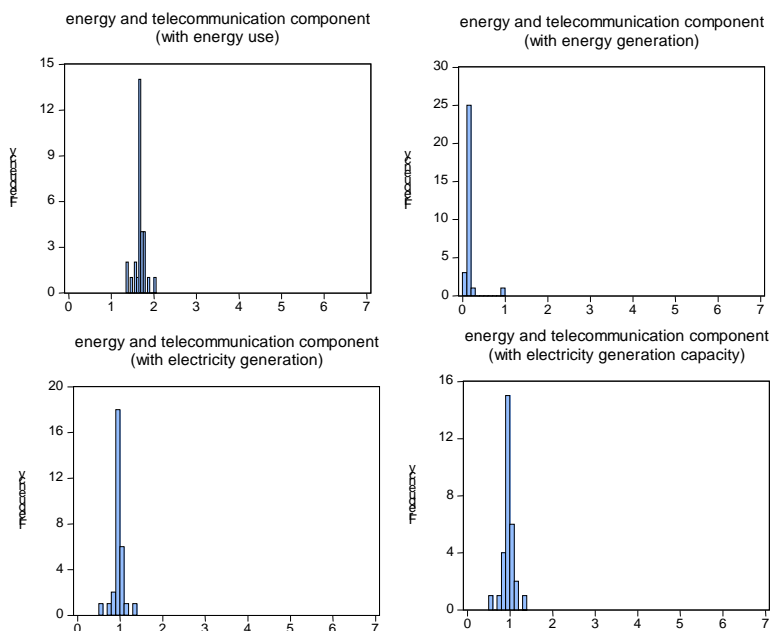 energy and telecommunication component
(with energy use)
15
12
9
6
3
0
Frequency
0 1 2 3 4 5 6 7
energy and telecommunication component
(with energy generation)
30
25
20
15
10
5
0
Frequency
0 1 2 3 4 5 6 7
energy and telecommunication component
(with electricity generation)
20
16
12
8
4
0
Frequency
0 1 2 3 4 5 6 7
energy and telecommunication component
(with electricity generation capacity)
16
12
8
4
0
Frequency
0 1 2 3 4 5 6 7